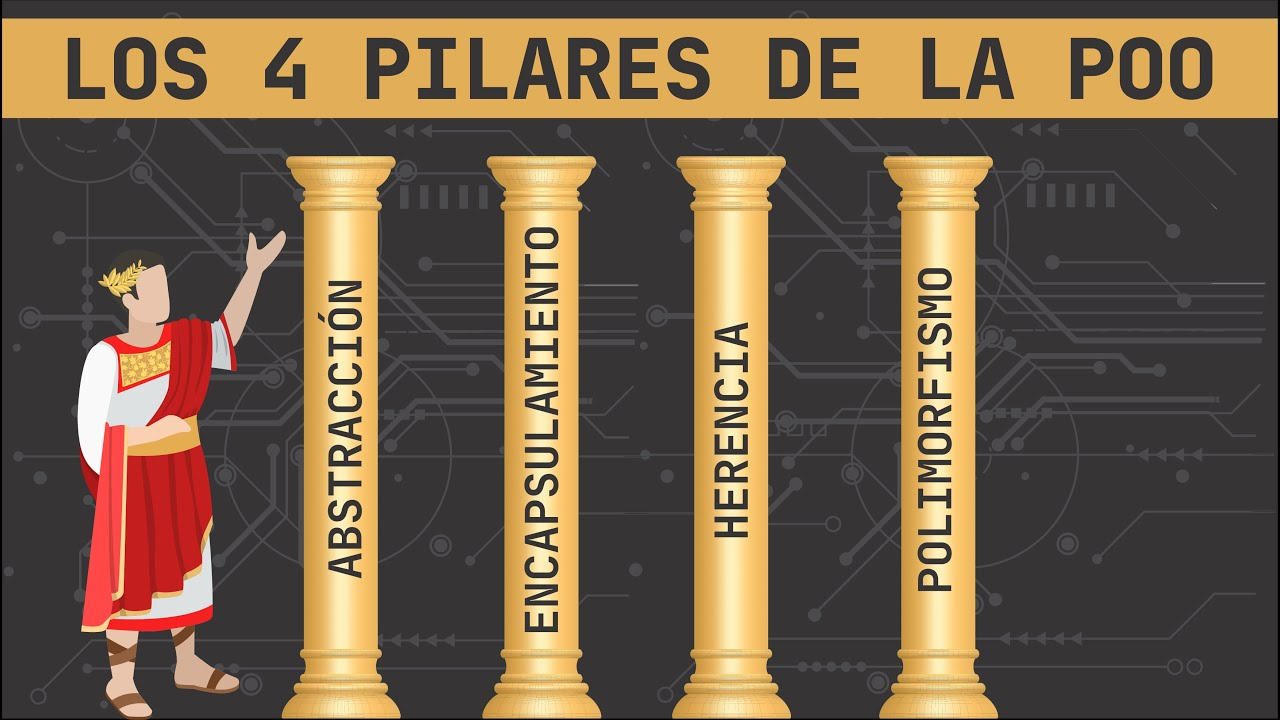 LOS 4 PILARES DE LA POO
ABSTRACCIÓN
ENCAPSULAMIENTO
HERENCIA
POLIMORFISMO